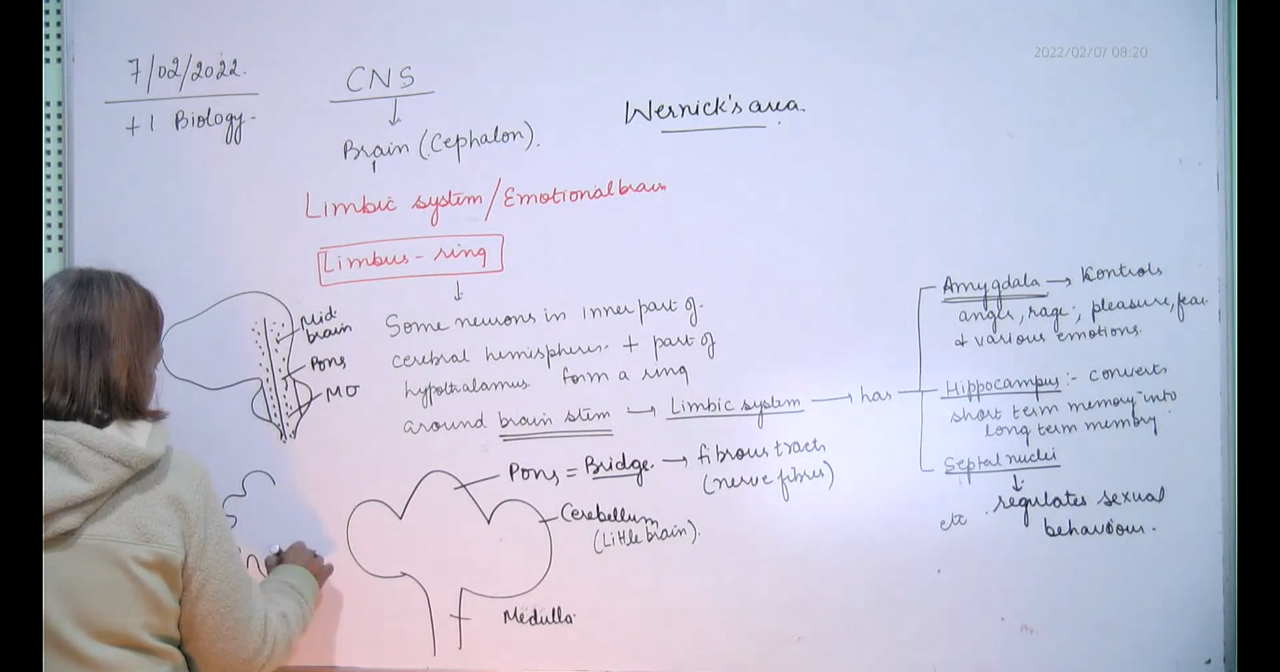 2022/02/07 08:20
7/02/2022.
+1 Biology-
CNS
Brain (Cephalon).
Wernick's area.
Limbic system/Emotional brain
Limbus - ring
Mid
brain
Pons
MO
Some neurons in inner part of
cerebral hemispheres + part of
hypothalamus form a ring
around brain stem → Limbic system → has
Amygdala → Kontrols
anger, rage, pleasure, fear
& various emotions.
Hippocampus:- converts
short term memory into
long term memory
Septal nuclei
etc
regulates sexual
behaviour.
Pons = Bridge. → fibrous tracts
(nerve fibres)
Cerebellum
(Little brain).
Medulla